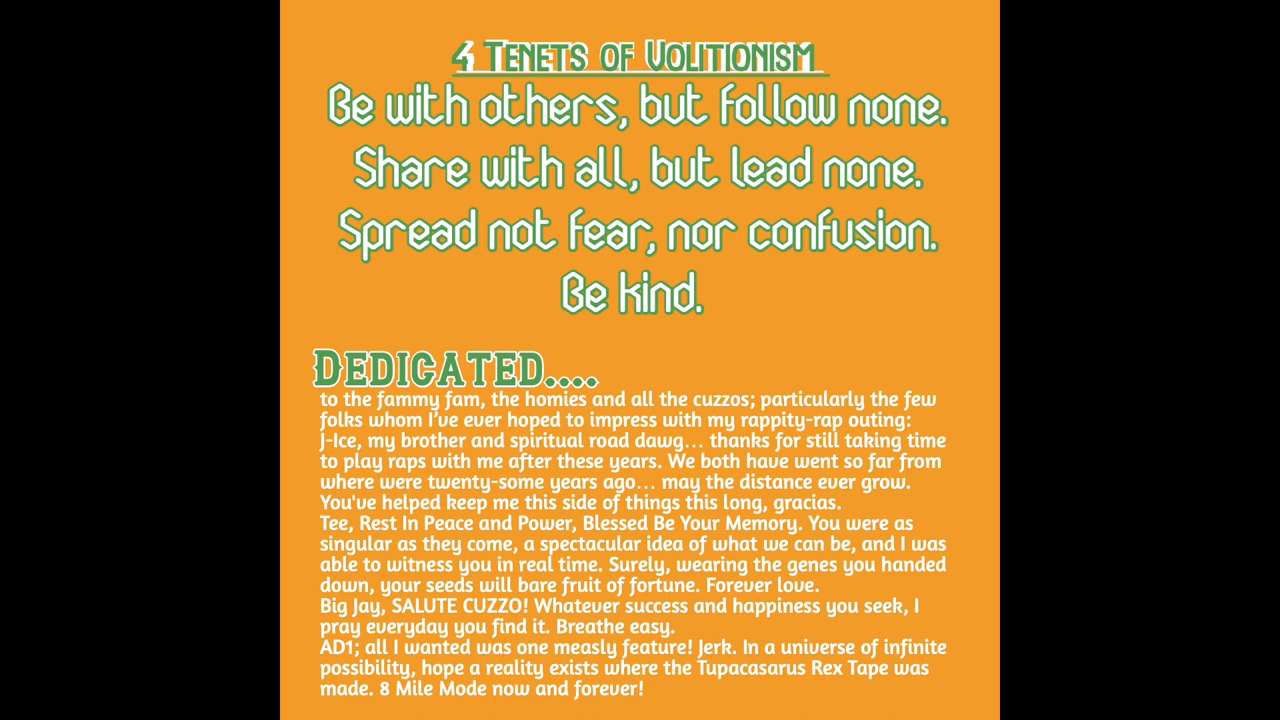 4 Tenets of Volitionism
Be with others, but follow none.
Share with all, but lead none.
Spread not fear, nor confusion.
Be kind.
Dedicated....
to the fammy fam, the homies and all the cuzzos; particularly the few
folks whom I've ever hoped to impress with my rappity-rap outing:
J-Ice, my brother and spiritual road dawg... thanks for still taking time
to play raps with me after these years. We both have went so far from
where were twenty-some years ago... may the distance ever grow.
You've helped keep me this side of things this long, gracias.
Tee, Rest In Peace and Power, Blessed Be Your Memory. You were as
singular as they come, a spectacular idea of what we can be, and I was
able to witness you in real time. Surely, wearing the genes you handed
down, your seeds will bare fruit of fortune. Forever love.
Big Jay, SALUTE CUZZO! Whatever success and happiness you seek, I
pray everyday you find it. Breathe easy.
AD1; all I wanted was one measly feature! Jerk. In a universe of infinite
possibility, hope a reality exists where the Tupacasarus Rex Tape was
made. 8 Mile Mode now and forever!